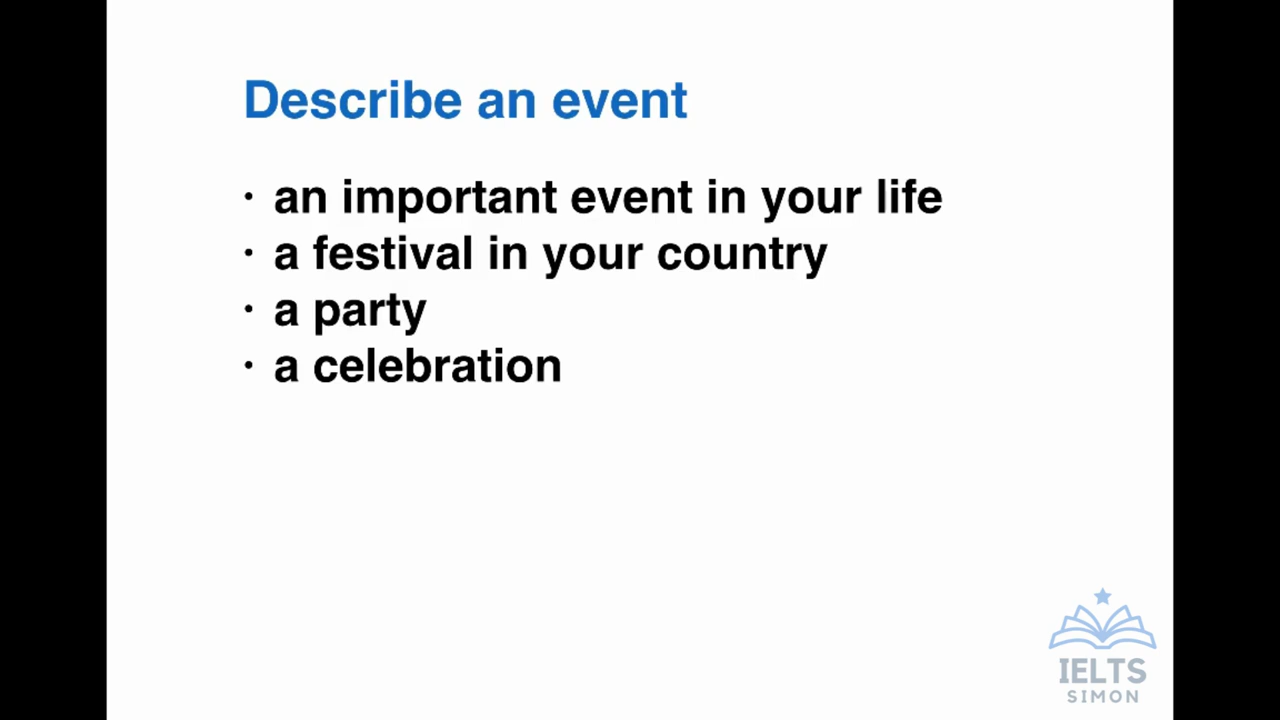 Describe an event
· an important event in your life
· a festival in your country
· a party
· a celebration
IELTS
SIMON